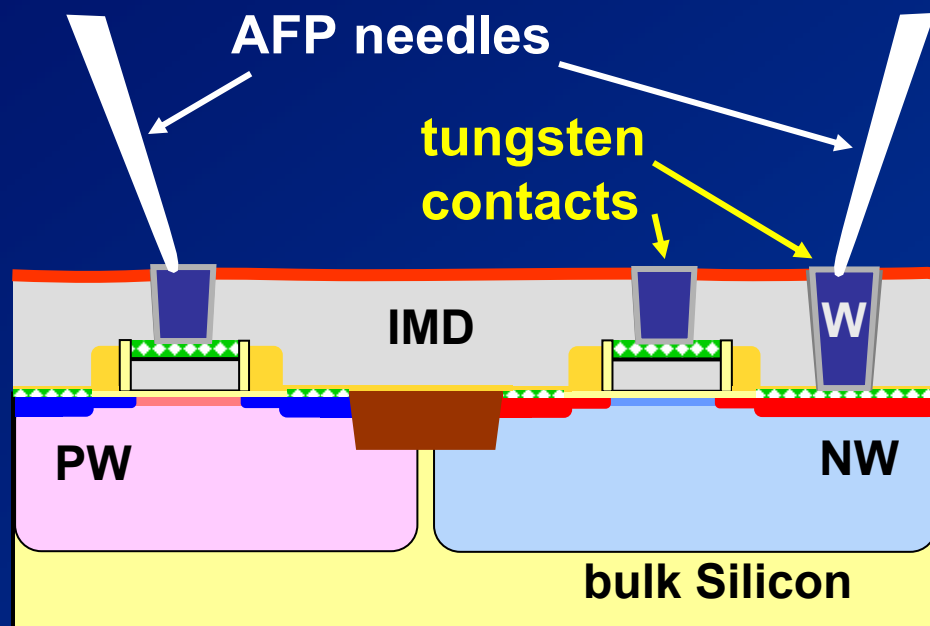 AFP needles
tungsten
contacts
IMD
W
PW
NW
bulk Silicon